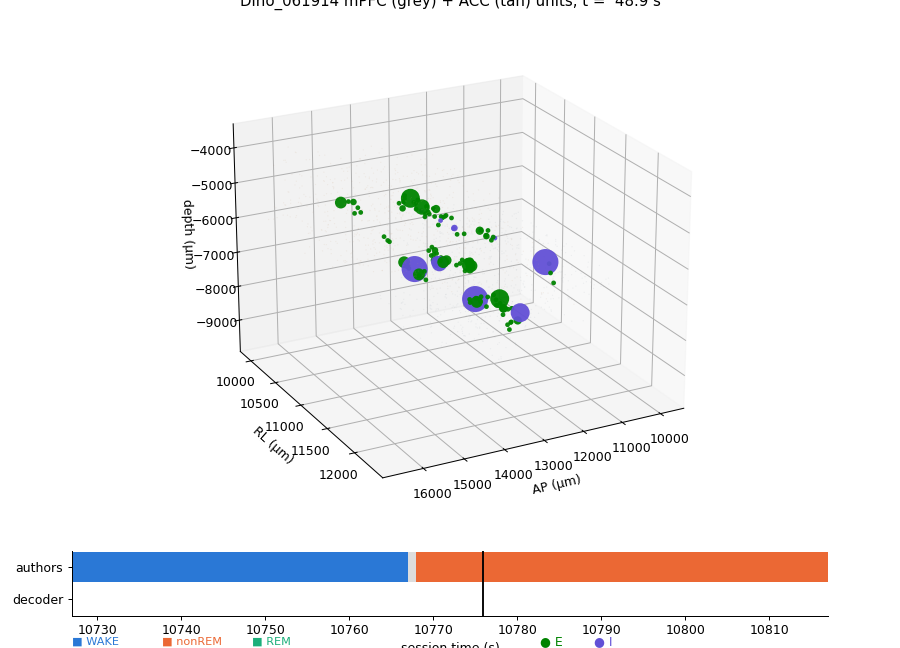 Dino_061914 mPFC (grey) + ACC (tan) units, t = 48.9 s
−4000
−5000
−6000
−7000
−8000
−9000
depth (μm)
10000
10500
11000
11500
12000
RL (μm)
16000
15000
14000
13000
12000
11000
10000
AP (μm)
authors
decoder
10730
10740
10750
10760
10770
10780
10790
10800
10810
session time (s)
WAKE
nonREM
REM
E
I